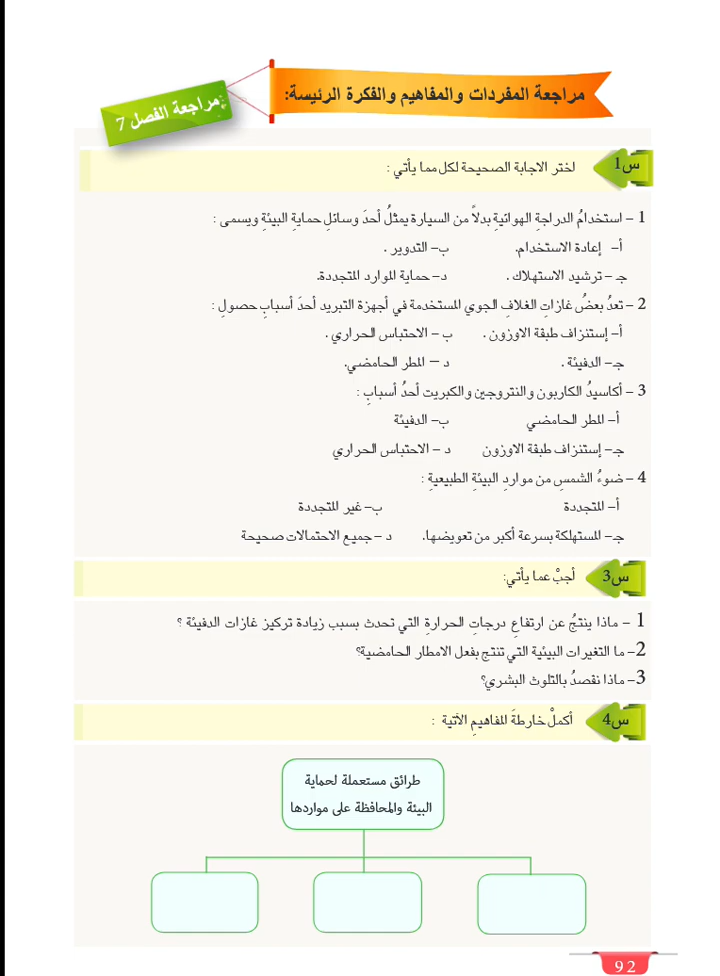 مراجعة المفردات والمفاهيم والفكرة الرئيسة:
مراجعة الفصل 7
س1 اختر الاجابة الصحيحة لكل مما يأتي :
1 – استخدامُ الدراجةِ الهوائيةِ بدلاً من السيارة يمثلُ أحدَ وسائلِ حمايةِ البيئةِ ويسمى :
أ– إعادة الاستخدام. ب– التدوير .
جـ – ترشيد الاستهلاك . د– حماية الموارد المتجددة.
2 – تعدُ بعضُ غازاتِ الغلافِ الجوي المستخدمة في أجهزة التبريد أحدَ أسبابِ حصولِ :
أ– إستنزاف طبقة الاوزون . ب – الاحتباس الحراري .
جـ– الدفيئة . د – المطر الحامضي.
3 – أكاسيدُ الكاربون و النتروجين والكبريت أحدُ أسبابِ :
أ– المطر الحامضي ب– الدفيئة
جـ– إستنزاف طبقة الاوزون د – الاحتباس الحراري
4 – ضوءُ الشمسِ من مواردِ البيئةِ الطبيعيةِ :
أ– المتجددة ب– غير المتجددة
جـ– المستهلكة بسرعة أكبر من تعويضها. د – جميع الاحتمالات صحيحة
س3 أجبْ عما يأتي:
1 – ماذا ينتجُ عن ارتفاعِ درجاتِ الحرارةِ التي تحدث بسبب زيادة تركيز غازات الدفيئة ؟
2– ما التغيرات البيئية التي تنتج بفعل الامطار الحامضية؟
3– ماذا نقصدُ بالتلوث البشري؟
س4 أكملْ خارطةَ المفاهيمِ الآتية :
طرائق مستعملة لحماية
البيئة والمحافظة على مواردها
92